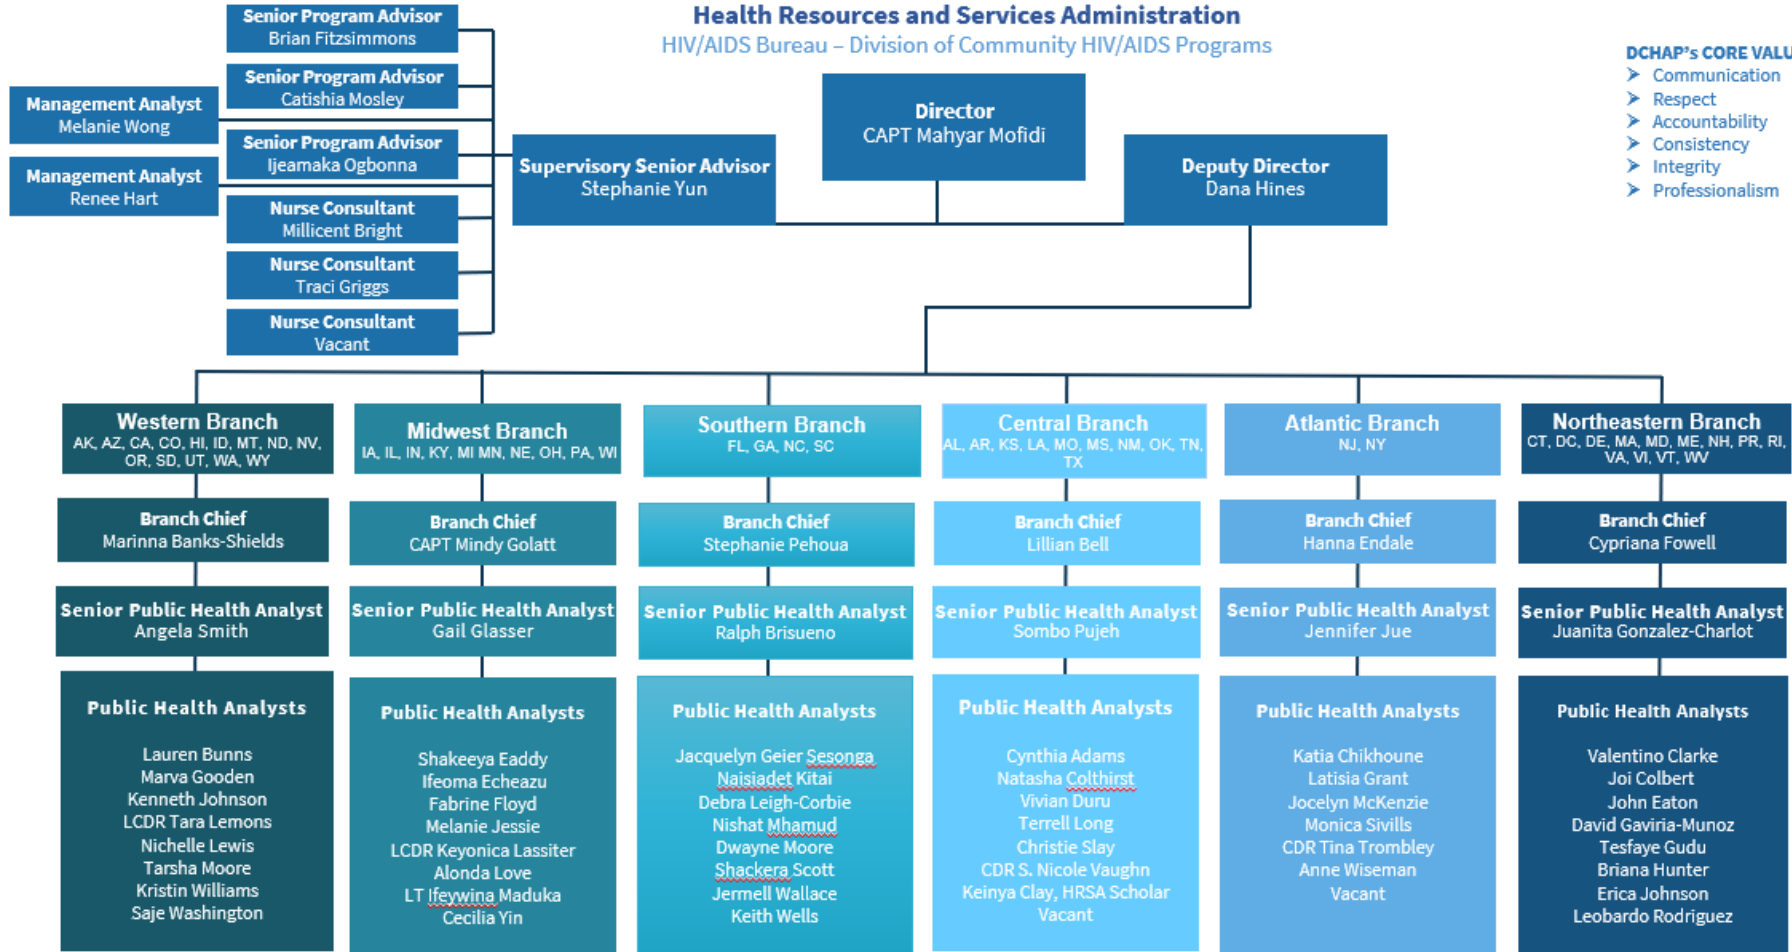 Health Resources and Services Administration
HIV/AIDS Bureau – Division of Community HIV/AIDS Programs
DCHAP's CORE VALU
➢ Communication
➢ Respect
➢ Accountability
➢ Consistency
➢ Integrity
➢ Professionalism
Director
CAPT Mahyar Mofidi
Supervisory Senior Advisor
Stephanie Yun
Deputy Director
Dana Hines
Senior Program Advisor
Brian Fitzsimmons
Senior Program Advisor
Catishia Mosley
Senior Program Advisor
Ijeamaka Ogbonna
Nurse Consultant
Millicent Bright
Nurse Consultant
Traci Griggs
Nurse Consultant
Vacant
Management Analyst
Melanie Wong
Management Analyst
Renee Hart
Western Branch
AK, AZ, CA, CO, HI, ID, MT, ND, NV,
OR, SD, UT, WA, WY
Branch Chief
Marinna Banks-Shields
Senior Public Health Analyst
Angela Smith
Public Health Analysts
Lauren Bunns
Marva Gooden
Kenneth Johnson
LCDR Tara Lemons
Nichelle Lewis
Tarsha Moore
Kristin Williams
Saje Washington
Midwest Branch
IA, IL, IN, KY, MI MN, NE, OH, PA, WI
Branch Chief
CAPT Mindy Golatt
Senior Public Health Analyst
Gail Glasser
Public Health Analysts
Shakeeya Eaddy
Ifeoma Echeazu
Fabrine Floyd
Melanie Jessie
LCDR Keyonica Lassiter
Alonda Love
LT Ifeywina Maduka
Cecilia Yin
Southern Branch
FL, GA, NC, SC
Branch Chief
Stephanie Pehoua
Senior Public Health Analyst
Ralph Brisueno
Public Health Analysts
Jacquelyn Geier Sesonga
Naisiadet Kitai
Debra Leigh-Corbie
Nishat Mhamud
Dwayne Moore
Shackera Scott
Jermell Wallace
Keith Wells
Central Branch
AL, AR, KS, LA, MO, MS, NM, OK, TN,
TX
Branch Chief
Lillian Bell
Senior Public Health Analyst
Sombo Pujeh
Public Health Analysts
Cynthia Adams
Natasha Colthirst
Vivian Duru
Terrell Long
Christie Slay
CDR S. Nicole Vaughn
Keinya Clay, HRSA Scholar
Vacant
Atlantic Branch
NJ, NY
Branch Chief
Hanna Endale
Senior Public Health Analyst
Jennifer Jue
Public Health Analysts
Katia Chikhoune
Latisia Grant
Jocelyn McKenzie
Monica Sivills
CDR Tina Trombley
Anne Wiseman
Vacant
Northeastern Branch
CT, DC, DE, MA, MD, ME, NH, PR, RI,
VA, VI, VT, WV
Branch Chief
Cypriana Fowell
Senior Public Health Analyst
Juanita Gonzalez-Charlot
Public Health Analysts
Valentino Clarke
Joi Colbert
John Eaton
David Gaviria-Munoz
Tesfaye Gudu
Briana Hunter
Erica Johnson
Leobardo Rodriguez